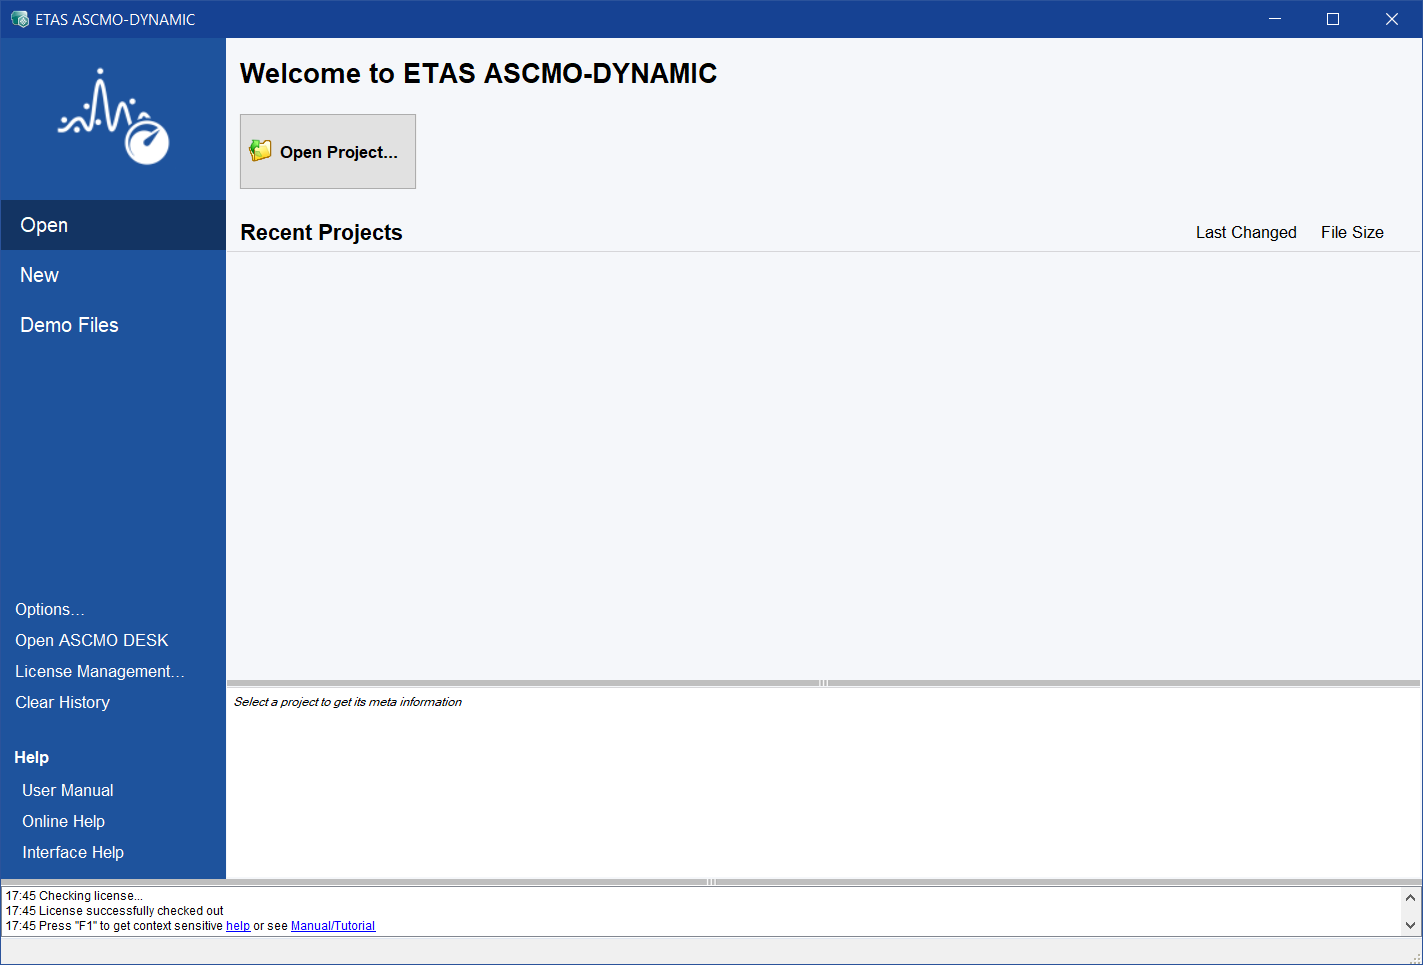 ETAS ASCMO-DYNAMIC
Welcome to ETAS ASCMO-DYNAMIC
Open Project...
Open
New
Demo Files
Recent Projects
Last Changed
File Size
Options...
Open ASCMO DESK
License Management...
Clear History
Help
User Manual
Online Help
Interface Help
Select a project to get its meta information
17:45 Checking license...
17:45 License successfully checked out
17:45 Press "F1" to get context sensitive help or see Manual/Tutorial